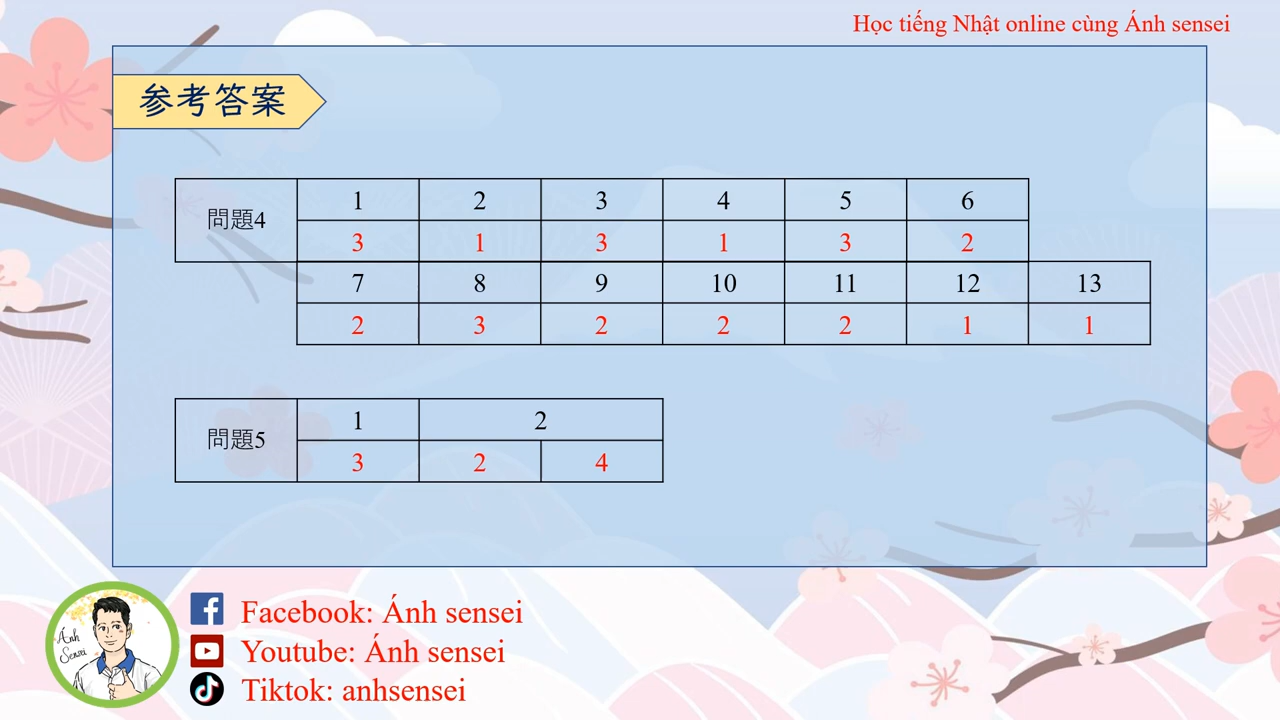 Học tiếng Nhật online cùng Ánh sensei
参考答案
問題4
1 2 3 4 5 6
3 1 3 1 3 2
7 8 9 10 11 12 13
2 3 2 2 2 1 1
問題5
1 2
3 2 4
Ánh
Sensei
Facebook: Ánh sensei
Youtube: Ánh sensei
Tiktok: anhsensei